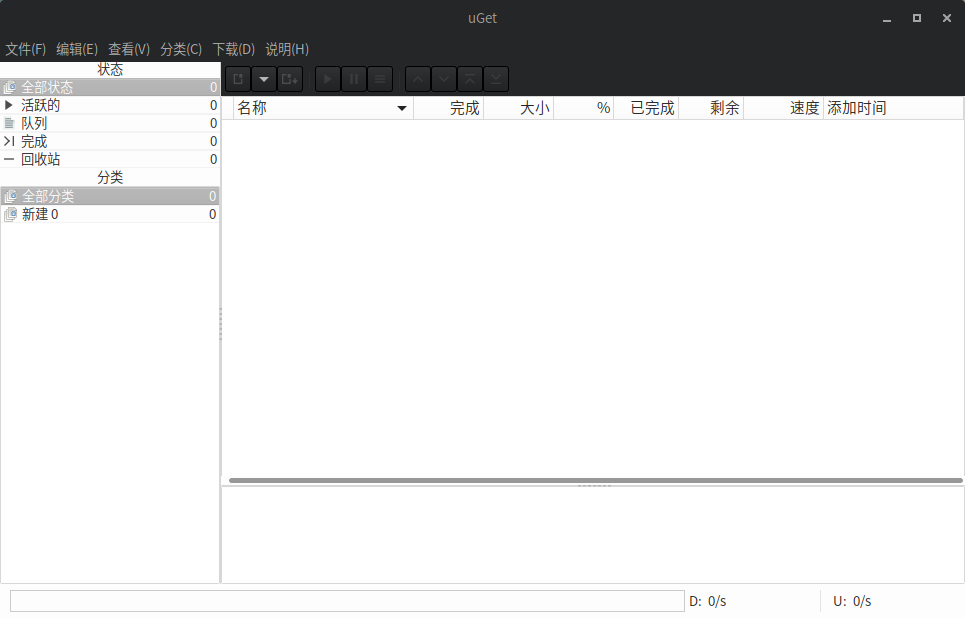 uGet
文件(F) 编辑(E) 查看(V) 分类(C) 下载(D) 说明(H)
状态
全部状态 0
活跃的 0
队列 0
完成 0
回收站 0
分类
全部分类 0
新建 0 0
名称 完成 大小 % 已完成 剩余 速度 添加时间
D: 0/s U: 0/s